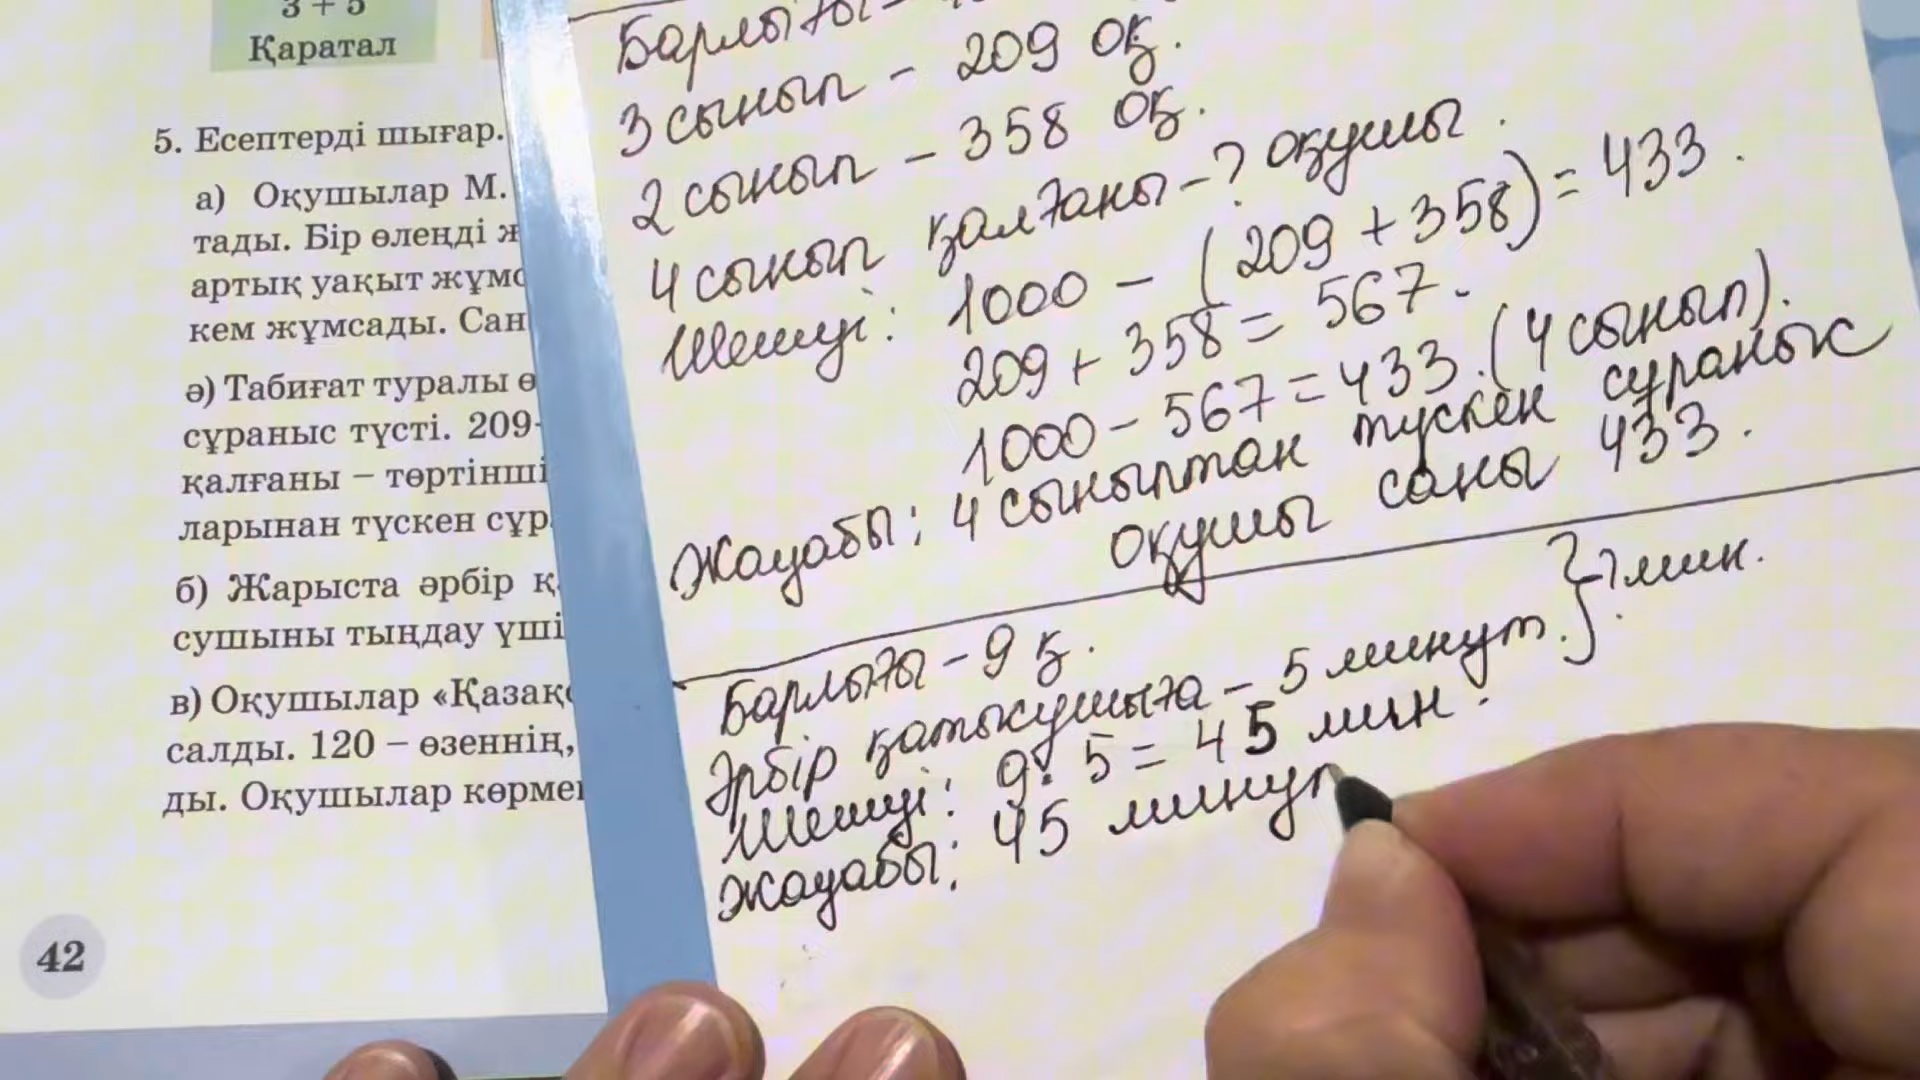 3 + 5
Қаратал
5. Есептерді шығар.
а) Оқушылар М.
тады. Бір өлеңді ж
артық уақыт жұмс
кем жұмсады. Сан
ә) Табиғат туралы ө
сұраныс түсті. 209-
қалғаны – төртінші
ларынан түскен сұр
б) Жарыста әрбір қ
сушыны тыңдау үші
в) Оқушылар «Қазақс
салды. 120 – өзеннің,
ды. Оқушылар көрме
42
Барлығы –
3 сынып – 209 оқ.
2 сынып – 358 оқ.
4 сынып қалғаны – ? оқушы.
Шешуі: 1000 – (209 + 358) = 433.
209 + 358 = 567.
1000 – 567 = 433. (4 сынып).
Жауабы: 4 сыныптан түскен сұраныс
оқушы саны 433.
Барлығы – 9 қ.
Әрбір қатысушыға – 5 минут. } ? мин.
Шешуі: 9 · 5 = 45 мин.
Жауабы: 45 минут